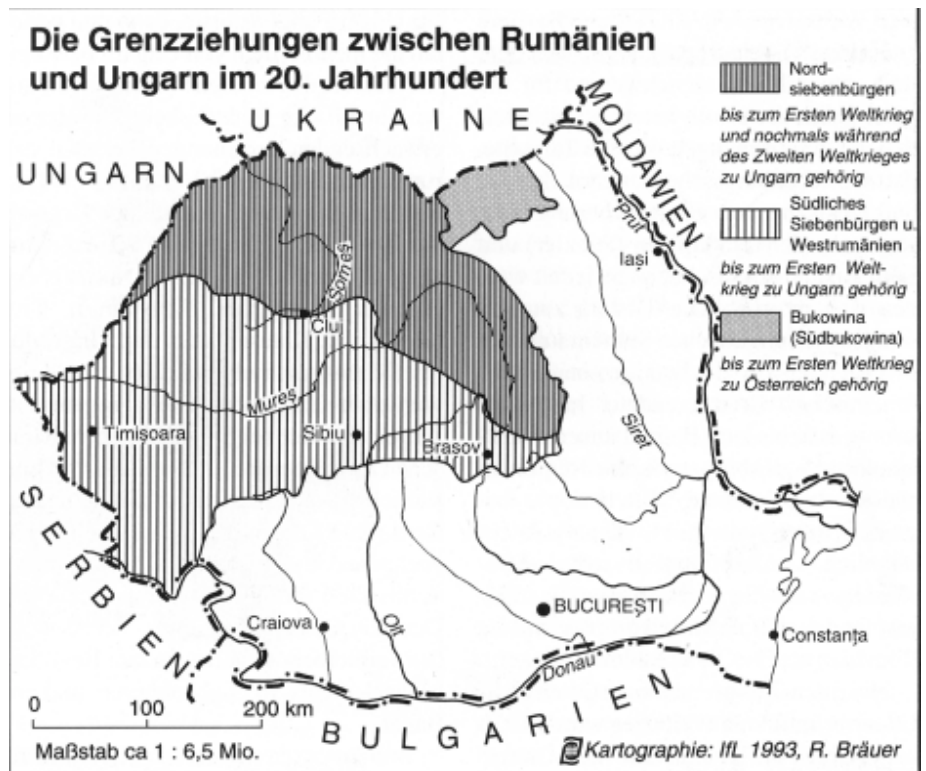 Die Grenzziehungen zwischen Rumänien
und Ungarn im 20. Jahrhundert
Nord-
siebenbürgen
bis zum Ersten Weltkrieg
und nochmals während
des Zweiten Weltkrieges
zu Ungarn gehörig
Südliches
Siebenbürgen u.
Westrumänien
bis zum Ersten Welt-
krieg zu Ungarn gehörig
Bukowina
(Südbukowina)
bis zum Ersten Weltkrieg
zu Österreich gehörig
UKRAINE
MOLDAWIEN
UNGARN
Prut
Iași
Someș
Clu
Mureș
Siret
Timișoara
Sibiu
Brasov
SERBIEN
BUCUREȘTI
Craiova
Olt
Constanța
Donau
BULGARIEN
0 100 200 km
Maßstab ca 1 : 6,5 Mio.
Kartographie: IfL 1993, R. Bräuer